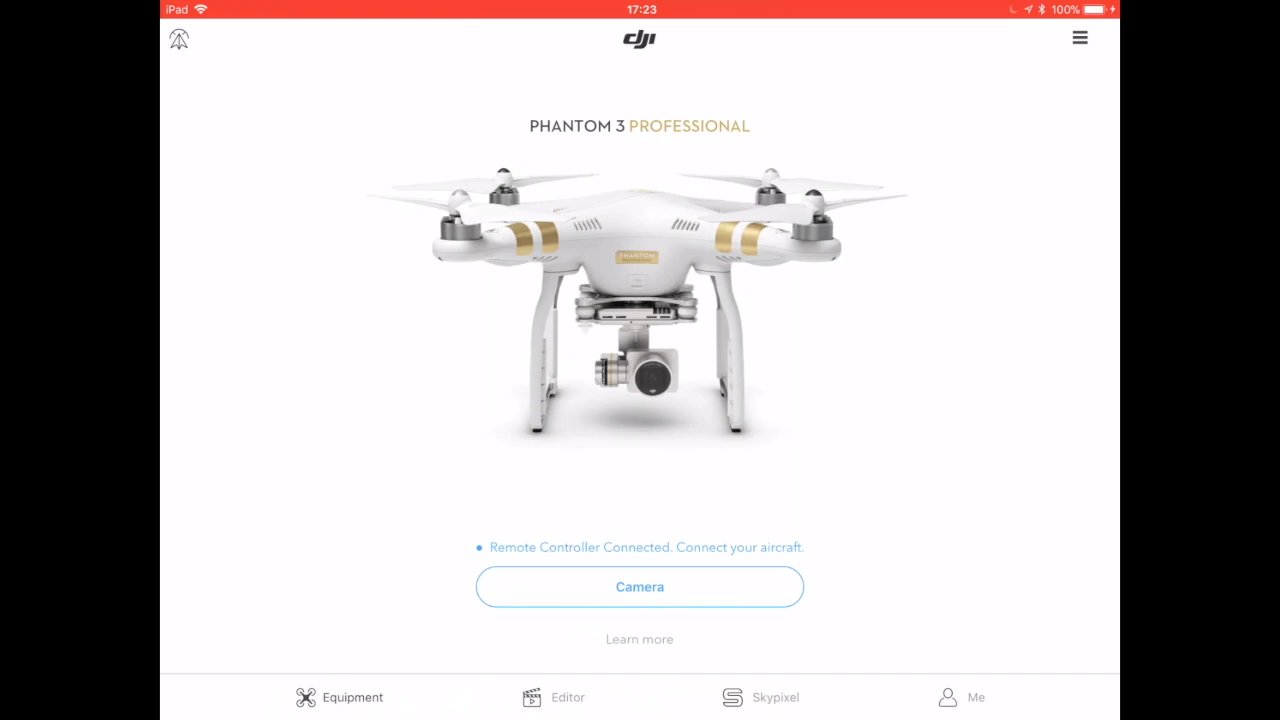 iPad 17:23 100%
dji
PHANTOM 3 PROFESSIONAL
PHANTOM
Remote Controller Connected. Connect your aircraft.
Camera
Learn more
Equipment Editor Skypixel Me